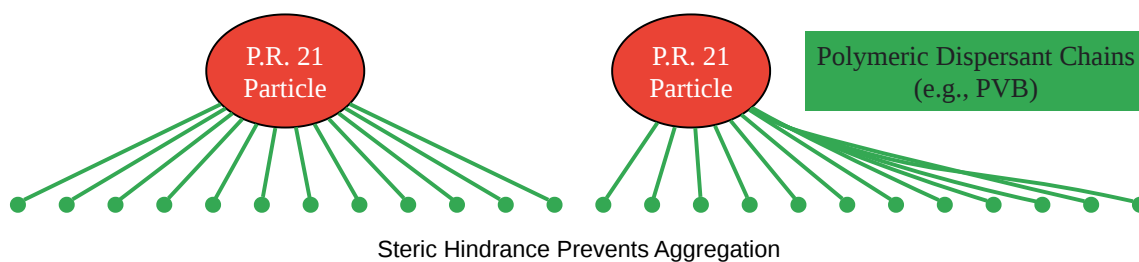 P.R. 21
Particle
P.R. 21
Particle
Polymeric Dispersant Chains
(e.g., PVB)
Steric Hindrance Prevents Aggregation